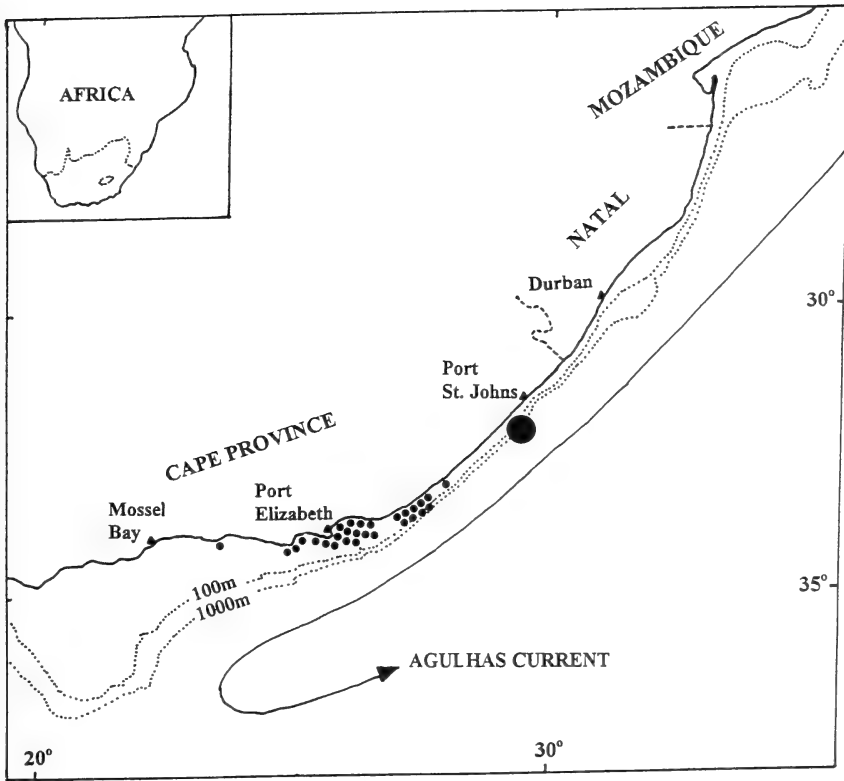 AFRICA
MOZAMBIQUE
NATAL
Durban
30°
Port
St. Johns
CAPE PROVINCE
Port
Elizabeth
Mossel
Bay
100m
1000m
35°
AGULHAS CURRENT
20°
30°